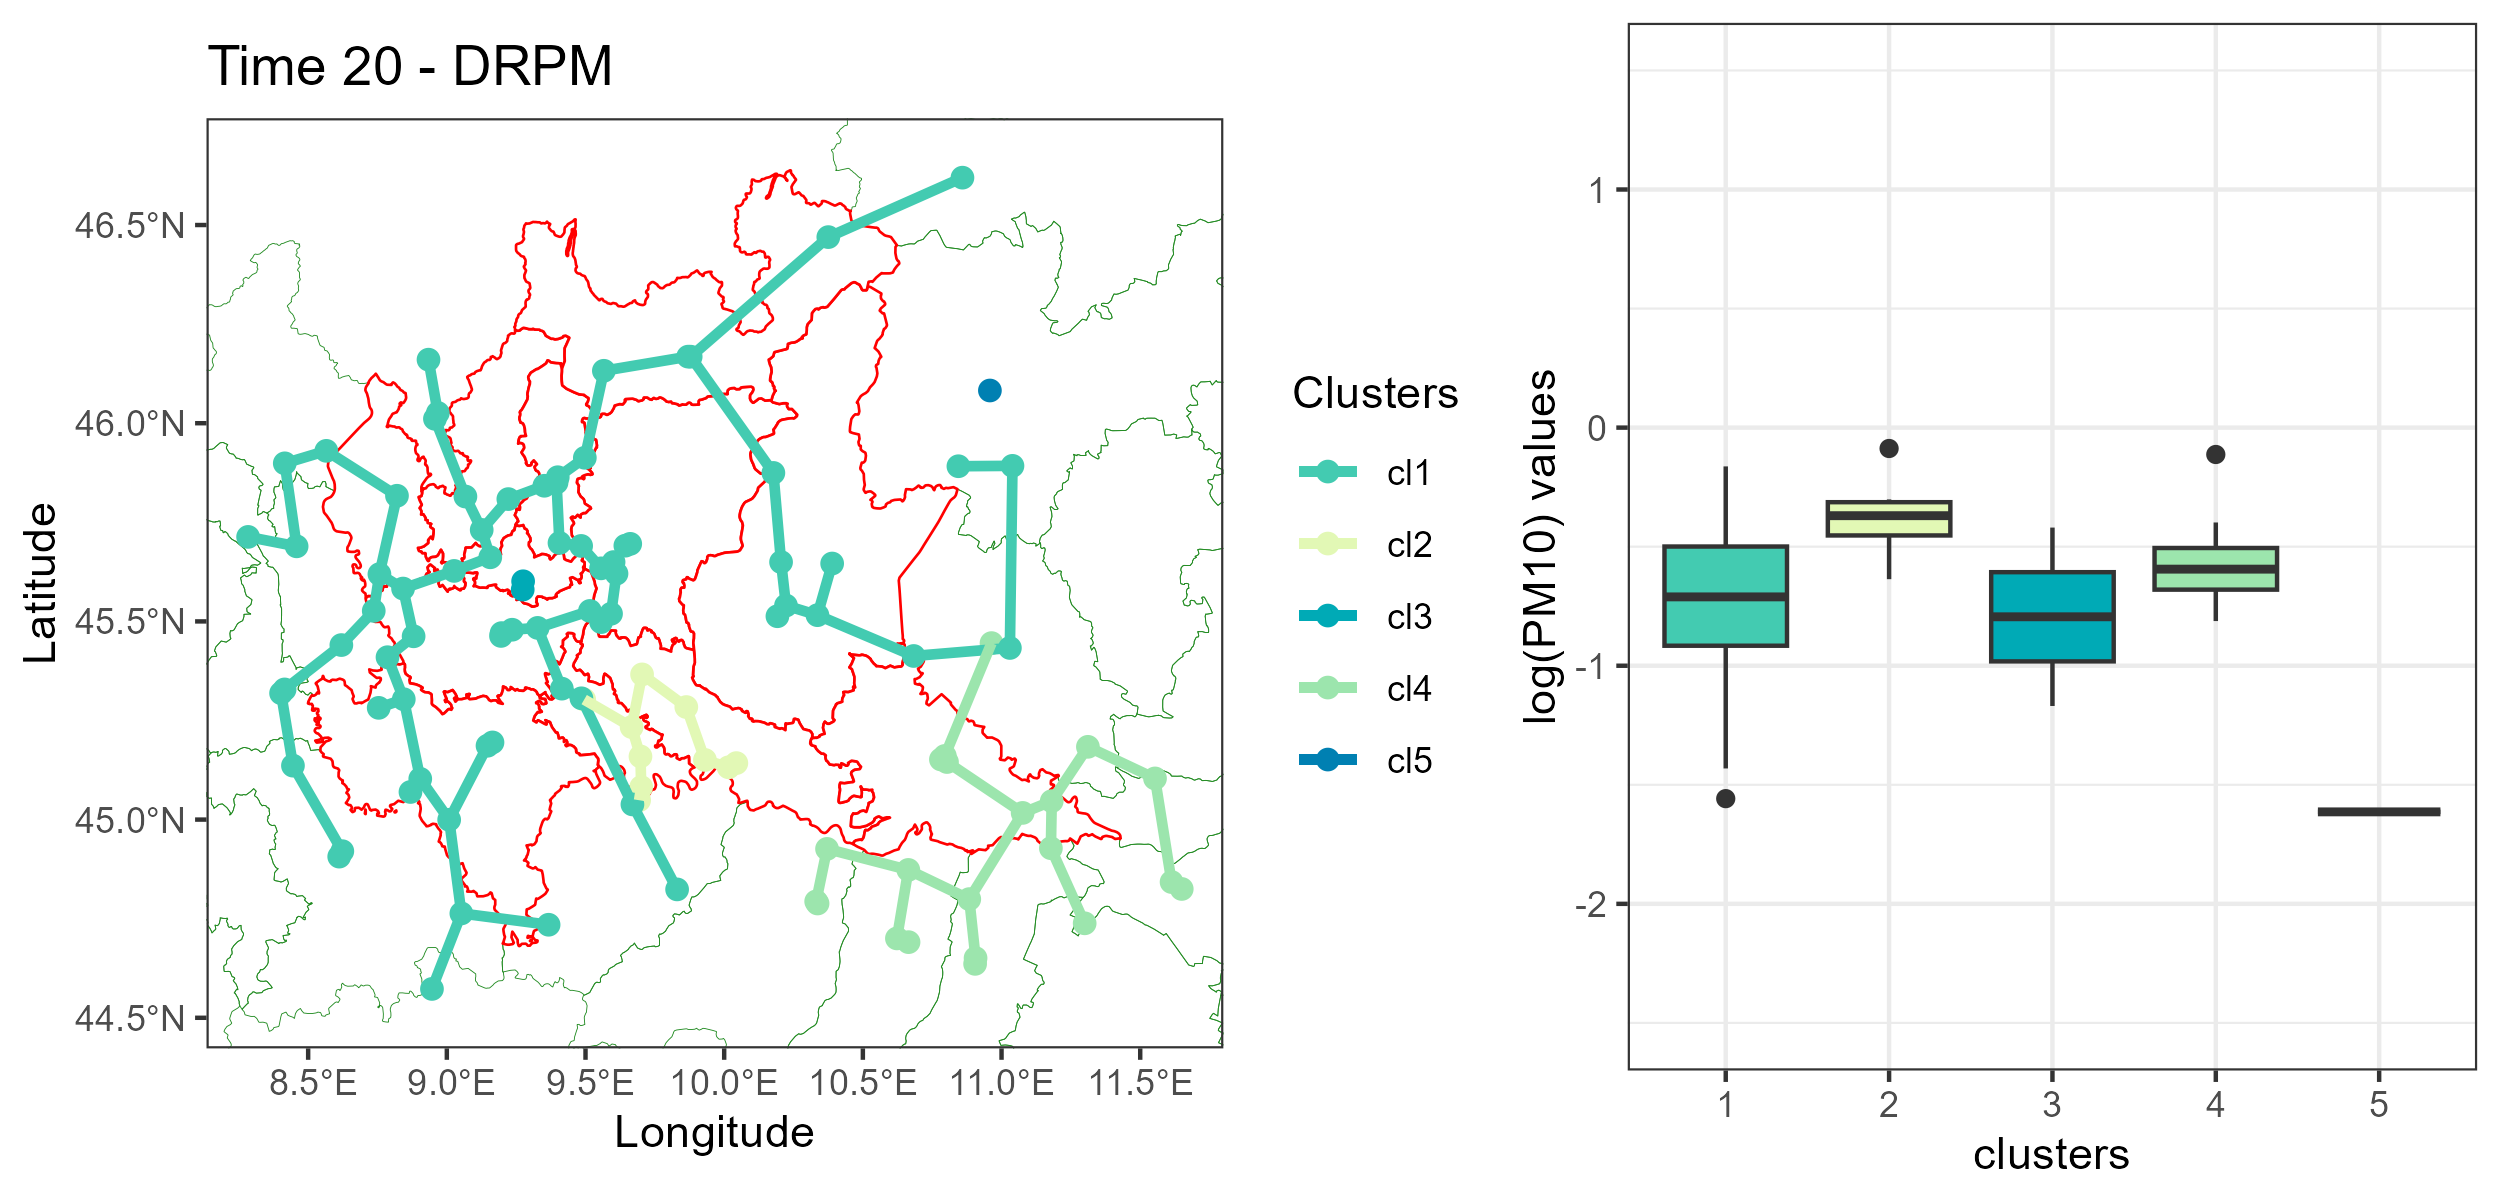 Time 20 - DRPM
46.5°N
46.0°N
45.5°N
45.0°N
44.5°N
Latitude
8.5°E 9.0°E 9.5°E 10.0°E 10.5°E 11.0°E 11.5°E
Longitude
Clusters
cl1
cl2
cl3
cl4
cl5
log(PM10) values
1
0
-1
-2
1 2 3 4 5
clusters